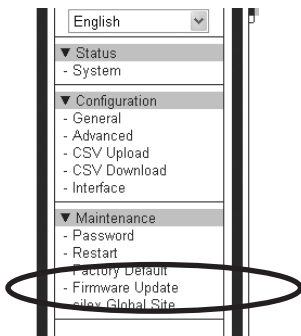 English
▼ Status
- System
▼ Configuration
- General
- Advanced
- CSV Upload
- CSV Download
- Interface
▼ Maintenance
- Password
- Restart
- Factory Default
- Firmware Update
- silex Global Site